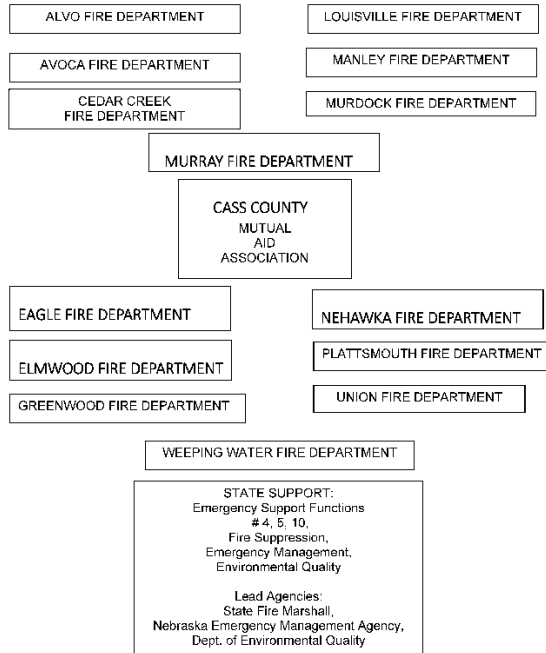 ALVO FIRE DEPARTMENT
LOUISVILLE FIRE DEPARTMENT
AVOCA FIRE DEPARTMENT
MANLEY FIRE DEPARTMENT
CEDAR CREEK
FIRE DEPARTMENT
MURDOCK FIRE DEPARTMENT
MURRAY FIRE DEPARTMENT
CASS COUNTY
MUTUAL
AID
ASSOCIATION
EAGLE FIRE DEPARTMENT
NEHAWKA FIRE DEPARTMENT
ELMWOOD FIRE DEPARTMENT
PLATTSMOUTH FIRE DEPARTMENT
GREENWOOD FIRE DEPARTMENT
UNION FIRE DEPARTMENT
WEEPING WATER FIRE DEPARTMENT
STATE SUPPORT:
Emergency Support Functions
# 4, 5, 10,
Fire Suppression,
Emergency Management,
Environmental Quality
Lead Agencies:
State Fire Marshall,
Nebraska Emergency Management Agency,
Dept. of Environmental Quality